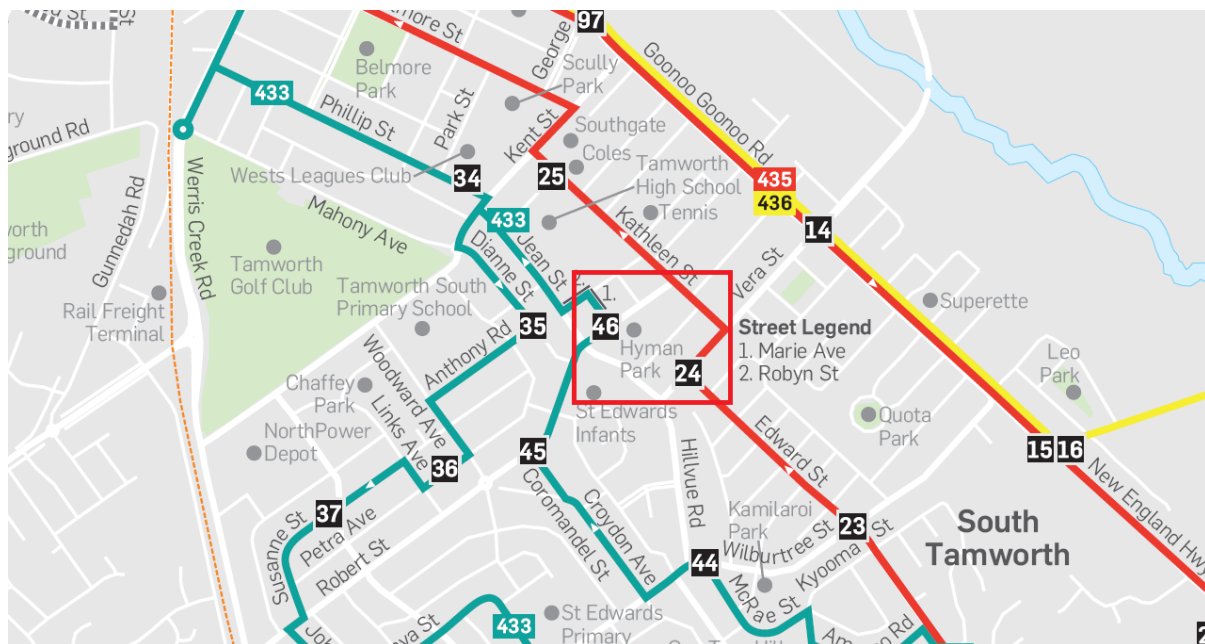 St
97
more St
George
Belmore
Park
Scully
Park
Goonoo Goonoo Rd
433
Phillip St
Park St
Kent St
Southgate
Coles
ry
ground Rd
Wests Leagues Club
34
25
Tamworth
High School
Tennis
435
436
14
Werris Creek Rd
Gunnedah Rd
Mahony Ave
433
Jean St
Dianne St
Kathleen St
Vera St
worth
ground
Tamworth
Golf Club
Rail Freight
Terminal
Tamworth South
Primary School
35
1.
46
Hyman
Park
24
Superette
Street Legend
1. Marie Ave
2. Robyn St
Leo
Park
Anthony Rd
Woodward Ave
Links Ave
Chaffey
Park
NorthPower
Depot
St Edwards
Infants
Quota
Park
45
36
37
15
16
Edward St
Hillvue Rd
New England Hwy
Coromandel St
Croydon Ave
Kamilaroi
Park
23
South
Tamworth
Susanne St
Petra Ave
Robert St
Wilburtree St
Kyooma St
44
McRae St
433
St Edwards
Primary